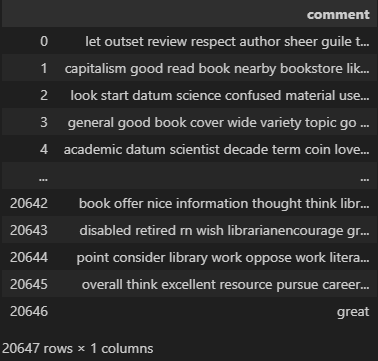 comment
0 let outset review respect author sheer guile t...
1 capitalism good read book nearby bookstore lik...
2 look start datum science confused material use...
3 general good book cover wide variety topic go ...
4 academic datum scientist decade term coin love...
... ...
20642 book offer nice information thought think libr...
20643 disabled retired rn wish librarianencourage gr...
20644 point consider library work oppose work litera...
20645 overall think excellent resource pursue career...
20646 great
20647 rows × 1 columns